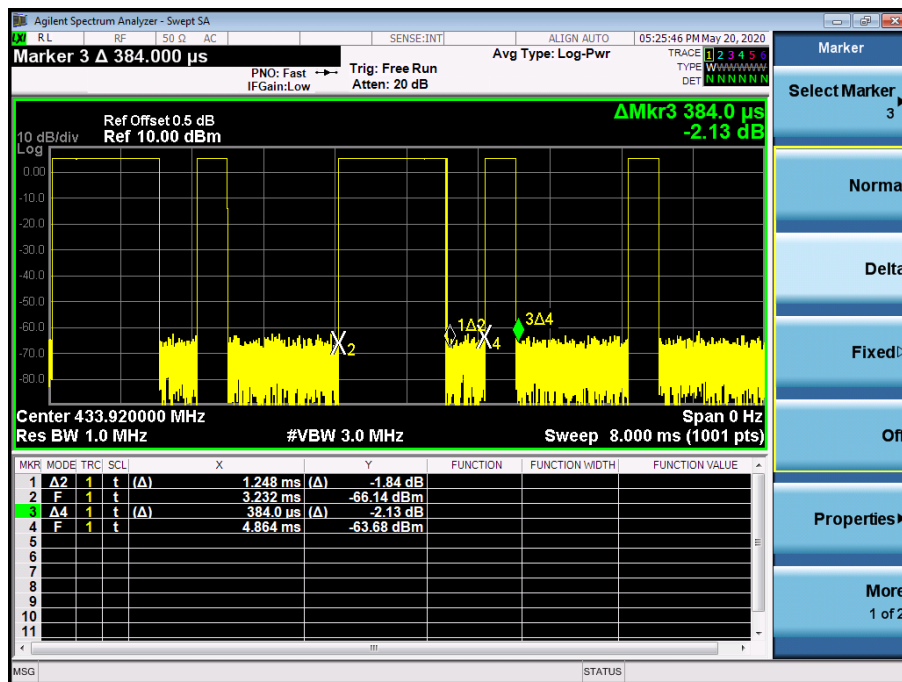 Agilent Spectrum Analyzer - Swept SA
LXI RL RF 50 Ω AC SENSE:INT ALIGN AUTO 05:25:46 PM May 20, 2020
Marker 3 Δ 384.000 µs
PNO: Fast
IFGain:Low
Trig: Free Run
Atten: 20 dB
Avg Type: Log-Pwr
TRACE 1 2 3 4 5 6
TYPE WWWWWW
DET N N N N N N
Ref Offset 0.5 dB
Ref 10.00 dBm
ΔMkr3 384.0 µs
-2.13 dB
10 dB/div
Log
0.00
-10.0
-20.0
-30.0
-40.0
-50.0
-60.0
-70.0
-80.0
X2
1Δ2
X4
3Δ4
Center 433.920000 MHz Span 0 Hz
Res BW 1.0 MHz #VBW 3.0 MHz Sweep 8.000 ms (1001 pts)
MKR MODE TRC SCL X Y FUNCTION FUNCTION WIDTH FUNCTION VALUE
1 Δ2 1 t (Δ) 1.248 ms (Δ) -1.84 dB
2 F 1 t 3.232 ms -66.14 dBm
3 Δ4 1 t (Δ) 384.0 µs (Δ) -2.13 dB
4 F 1 t 4.864 ms -63.68 dBm
5
6
7
8
9
10
11
MSG STATUS
Marker
Select Marker
3
Norma
Delta
Fixed
Of
Properties
More
1 of 2